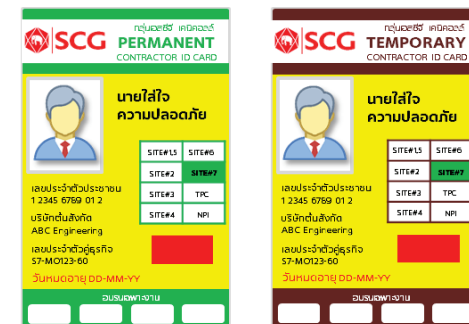 กลุ่มเอสซีจี เคมิคอลส์
SCG PERMANENT
CONTRACTOR ID CARD
นายใส่ใจ
ความปลอดภัย
SITE#1,5 SITE#6
SITE#2 SITE#7
SITE#3 TPC
SITE#4 NPI
เลขประจำตัวประชาชน
1 2345 6789 01 2
บริษัทต้นสังกัด
ABC Engineering
เลขประจำตัวคู่ธุรกิจ
S7-MO123-60
วันหมดอายุ DD-MM-YY
อบรมเฉพาะงาน
กลุ่มเอสซีจี เคมิคอลส์
SCG TEMPORARY
CONTRACTOR ID CARD
นายใส่ใจ
ความปลอดภัย
SITE#1,5 SITE#6
SITE#2 SITE#7
SITE#3 TPC
SITE#4 NPI
เลขประจำตัวประชาชน
1 2345 6789 01 2
บริษัทต้นสังกัด
ABC Engineering
เลขประจำตัวคู่ธุรกิจ
S7-MO123-60
วันหมดอายุ DD-MM-YY
อบรมเฉพาะงาน